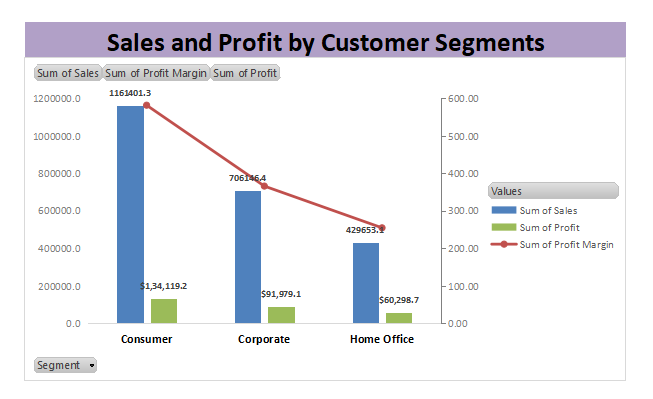 Sales and Profit by Customer Segments
Sum of Sales Sum of Profit Margin Sum of Profit
1200000.0
1000000.0
800000.0
600000.0
400000.0
200000.0
0.0
1161401.3
706146.4
429653.1
$1,34,119.2
$91,979.1
$60,298.7
600.00
500.00
400.00
300.00
200.00
100.00
0.00
Consumer Corporate Home Office
Values
Sum of Sales
Sum of Profit
Sum of Profit Margin
Segment